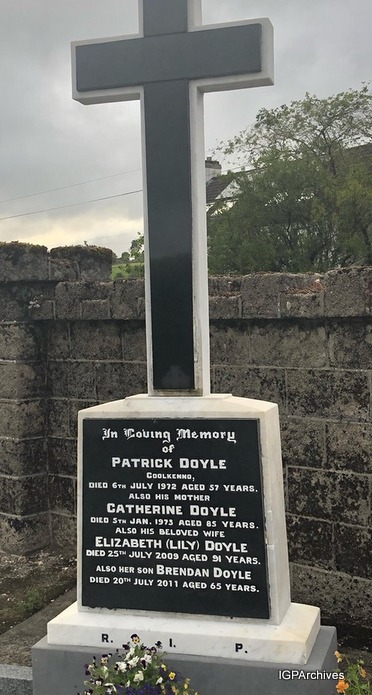 In Loving Memory
of
PATRICK DOYLE
COOLKENNO,
DIED 6TH JULY 1972 AGED 57 YEARS.
ALSO HIS MOTHER
CATHERINE DOYLE
DIED 5TH JAN. 1973 AGED 85 YEARS.
ALSO HIS BELOVED WIFE
ELIZABETH (LILY) DOYLE
DIED 25TH JULY 2009 AGED 91 YEARS.
ALSO HER SON BRENDAN DOYLE
DIED 20TH JULY 2011 AGED 65 YEARS.
R. I. P.
IGPArchives